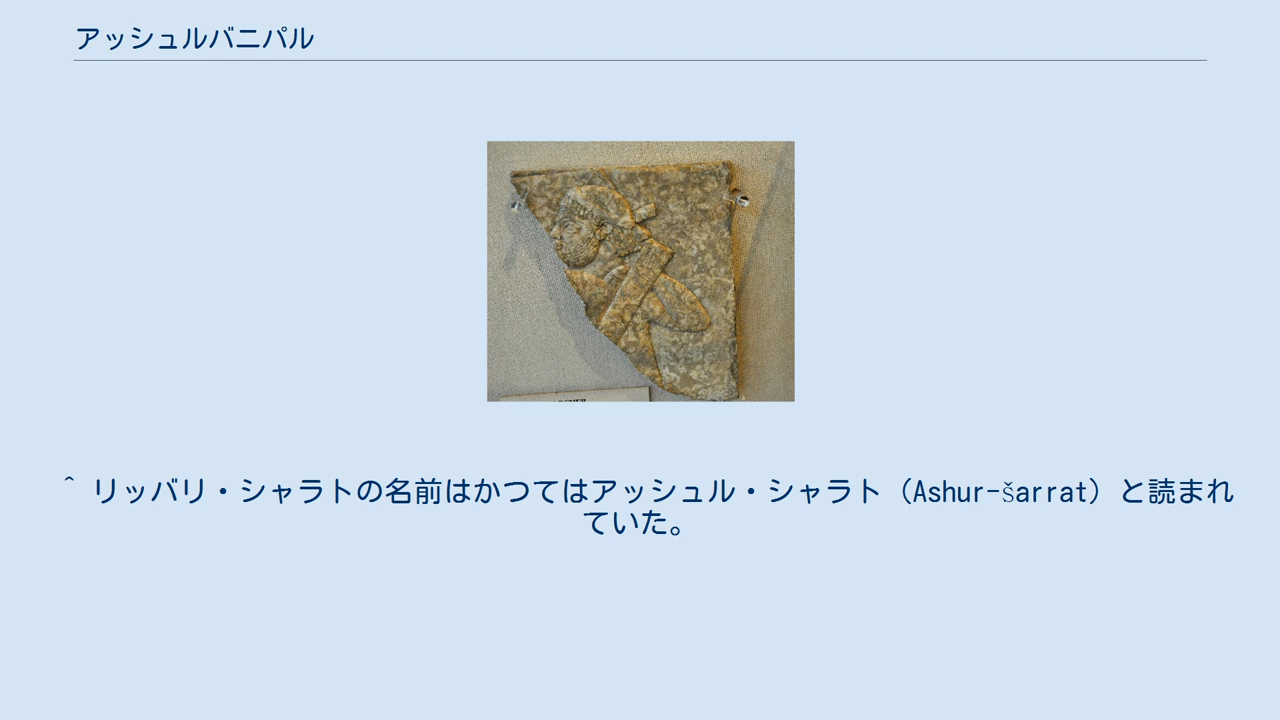 アッシュルバニパル
^ リッバリ・シャラトの名前はかつてはアッシュル・シャラト（Ashur-šarrat）と読まれ
ていた。